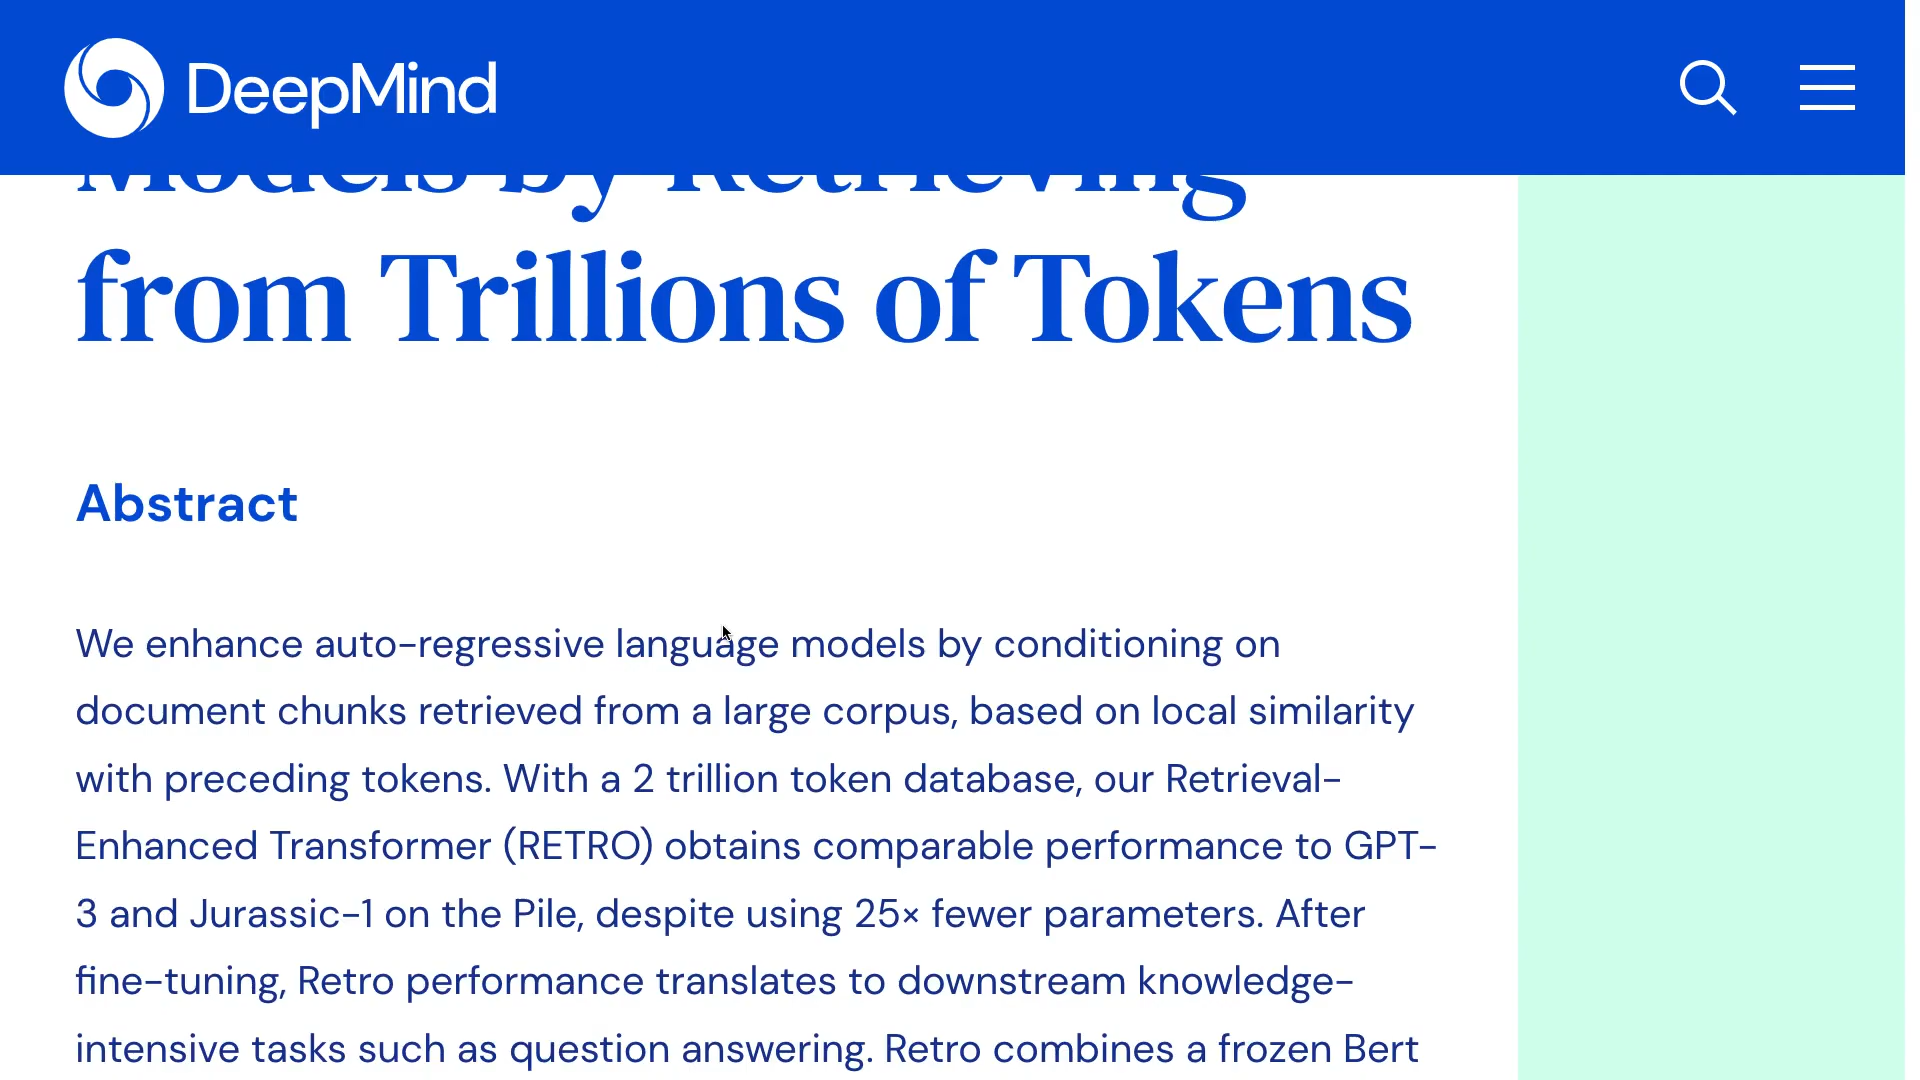 DeepMind
Models by Retrieving
from Trillions of Tokens
Abstract
We enhance auto-regressive language models by conditioning on
document chunks retrieved from a large corpus, based on local similarity
with preceding tokens. With a 2 trillion token database, our Retrieval-
Enhanced Transformer (RETRO) obtains comparable performance to GPT-
3 and Jurassic-1 on the Pile, despite using 25× fewer parameters. After
fine-tuning, Retro performance translates to downstream knowledge-
intensive tasks such as question answering. Retro combines a frozen Bert